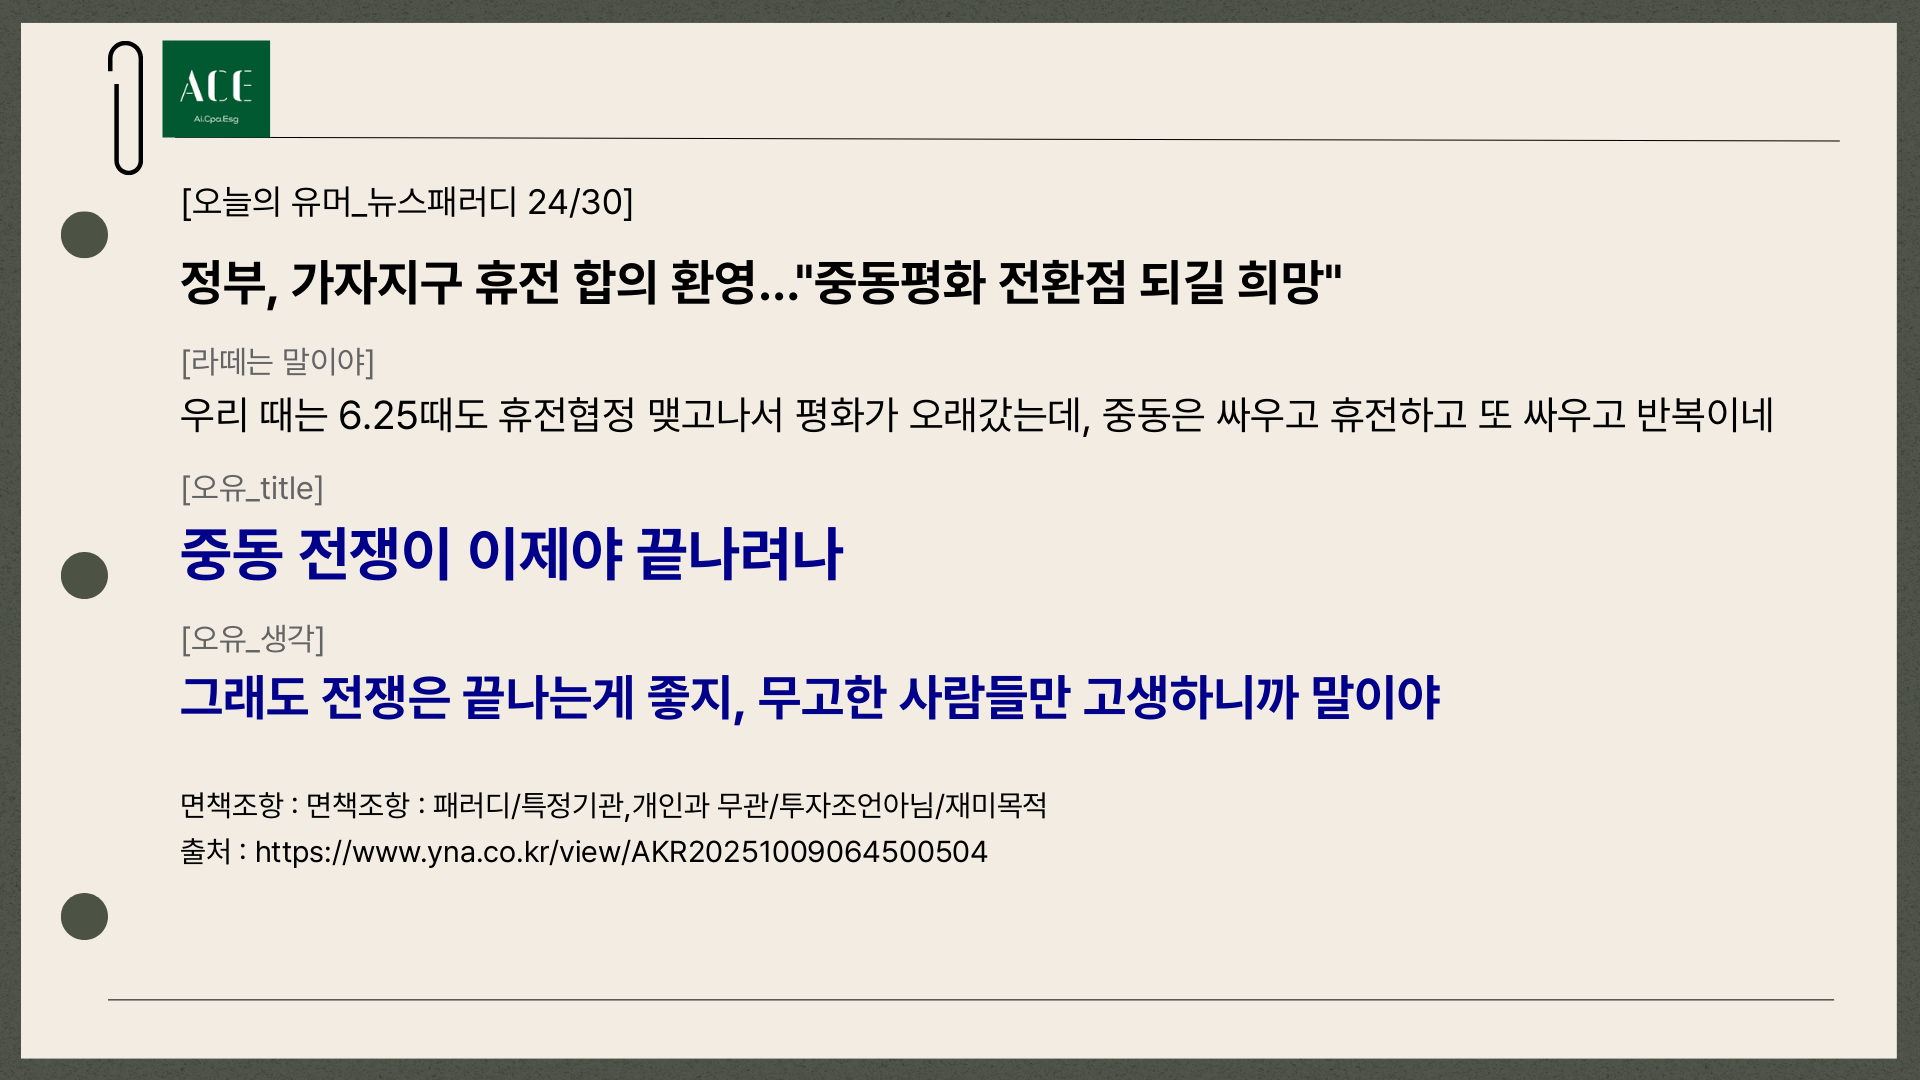 ACE
Ai.Cpa.Esg
[오늘의 유머_뉴스패러디 24/30]
정부, 가자지구 휴전 합의 환영..."중동평화 전환점 되길 희망"
[라떼는 말이야]
우리 때는 6.25때도 휴전협정 맺고나서 평화가 오래갔는데, 중동은 싸우고 휴전하고 또 싸우고 반복이네
[오유_title]
중동 전쟁이 이제야 끝나려나
[오유_생각]
그래도 전쟁은 끝나는게 좋지, 무고한 사람들만 고생하니까 말이야
면책조항 : 면책조항 : 패러디/특정기관,개인과 무관/투자조언아님/재미목적
출처 : https://www.yna.co.kr/view/AKR20251009064500504